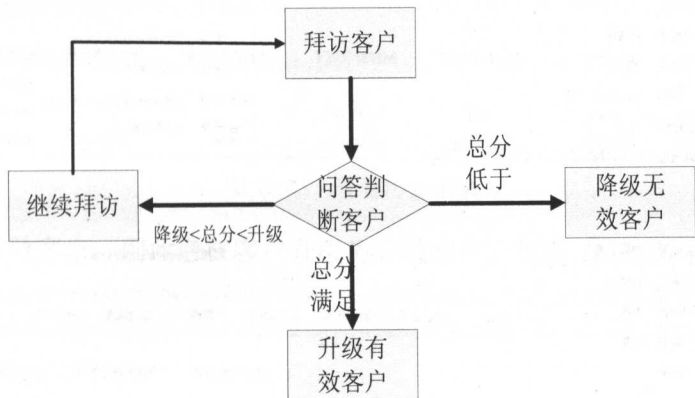 拜访客户
总分
低于
继续拜访
问答判
断客户
降级无
效客户
降级<总分<升级
总分
满足
升级有
效客户